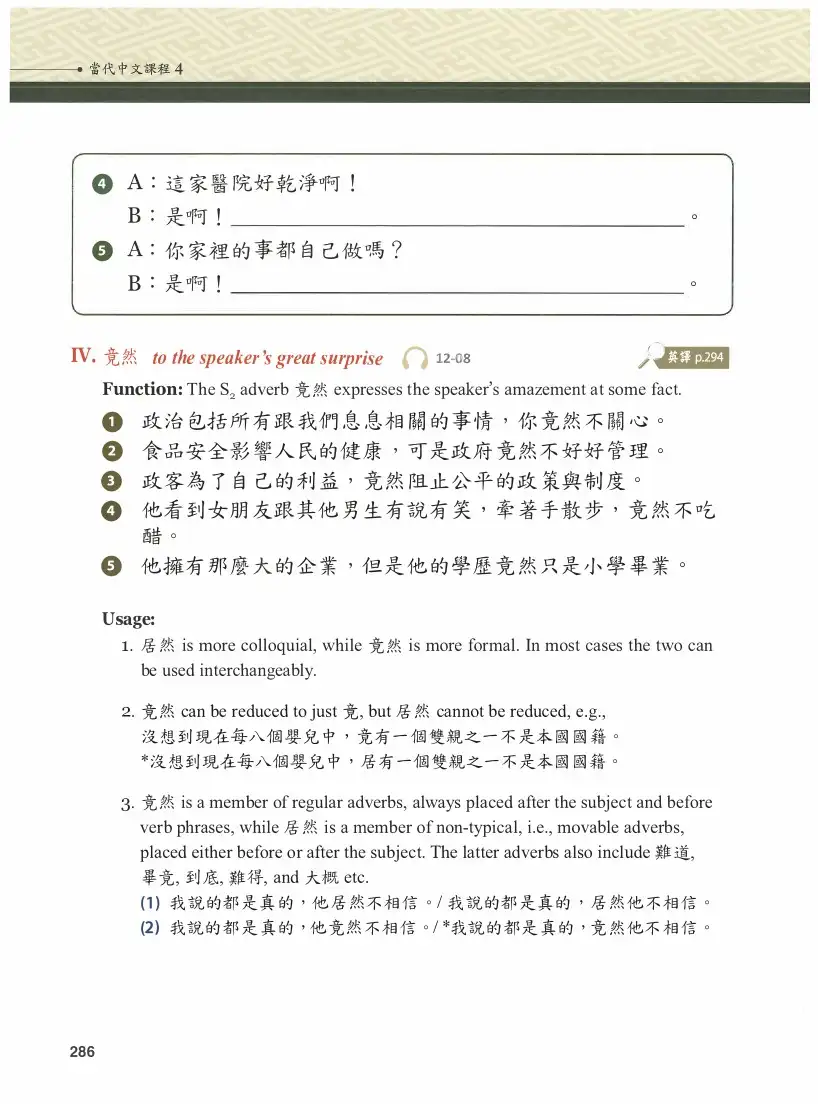 當代中文課程 4
4 A：這家醫院好乾淨啊！
B：是啊！______________________________。
5 A：你家裡的事都自己做嗎？
B：是啊！______________________________。
IV. 竟然 to the speaker's great surprise 12-08 英譯 p.294
Function: The S₂ adverb 竟然 expresses the speaker's amazement at some fact.
1 政治包括所有跟我們息息相關的事情，你竟然不關心。
2 食品安全影響人民的健康，可是政府竟然不好好管理。
3 政客為了自己的利益，竟然阻止公平的政策與制度。
4 他看到女朋友跟其他男生有說有笑，牽著手散步，竟然不吃
醋。
5 他擁有那麼大的企業，但是他的學歷竟然只是小學畢業。
Usage:
1. 居然 is more colloquial, while 竟然 is more formal. In most cases the two can
be used interchangeably.
2. 竟然 can be reduced to just 竟, but 居然 cannot be reduced, e.g.,
沒想到現在每八個嬰兒中，竟有一個雙親之一不是本國國籍。
*沒想到現在每八個嬰兒中，居有一個雙親之一不是本國國籍。
3. 竟然 is a member of regular adverbs, always placed after the subject and before
verb phrases, while 居然 is a member of non-typical, i.e., movable adverbs,
placed either before or after the subject. The latter adverbs also include 難道,
畢竟, 到底, 難得, and 大概 etc.
(1) 我說的都是真的，他居然不相信。/ 我說的都是真的，居然他不相信。
(2) 我說的都是真的，他竟然不相信。/ *我說的都是真的，竟然他不相信。
286